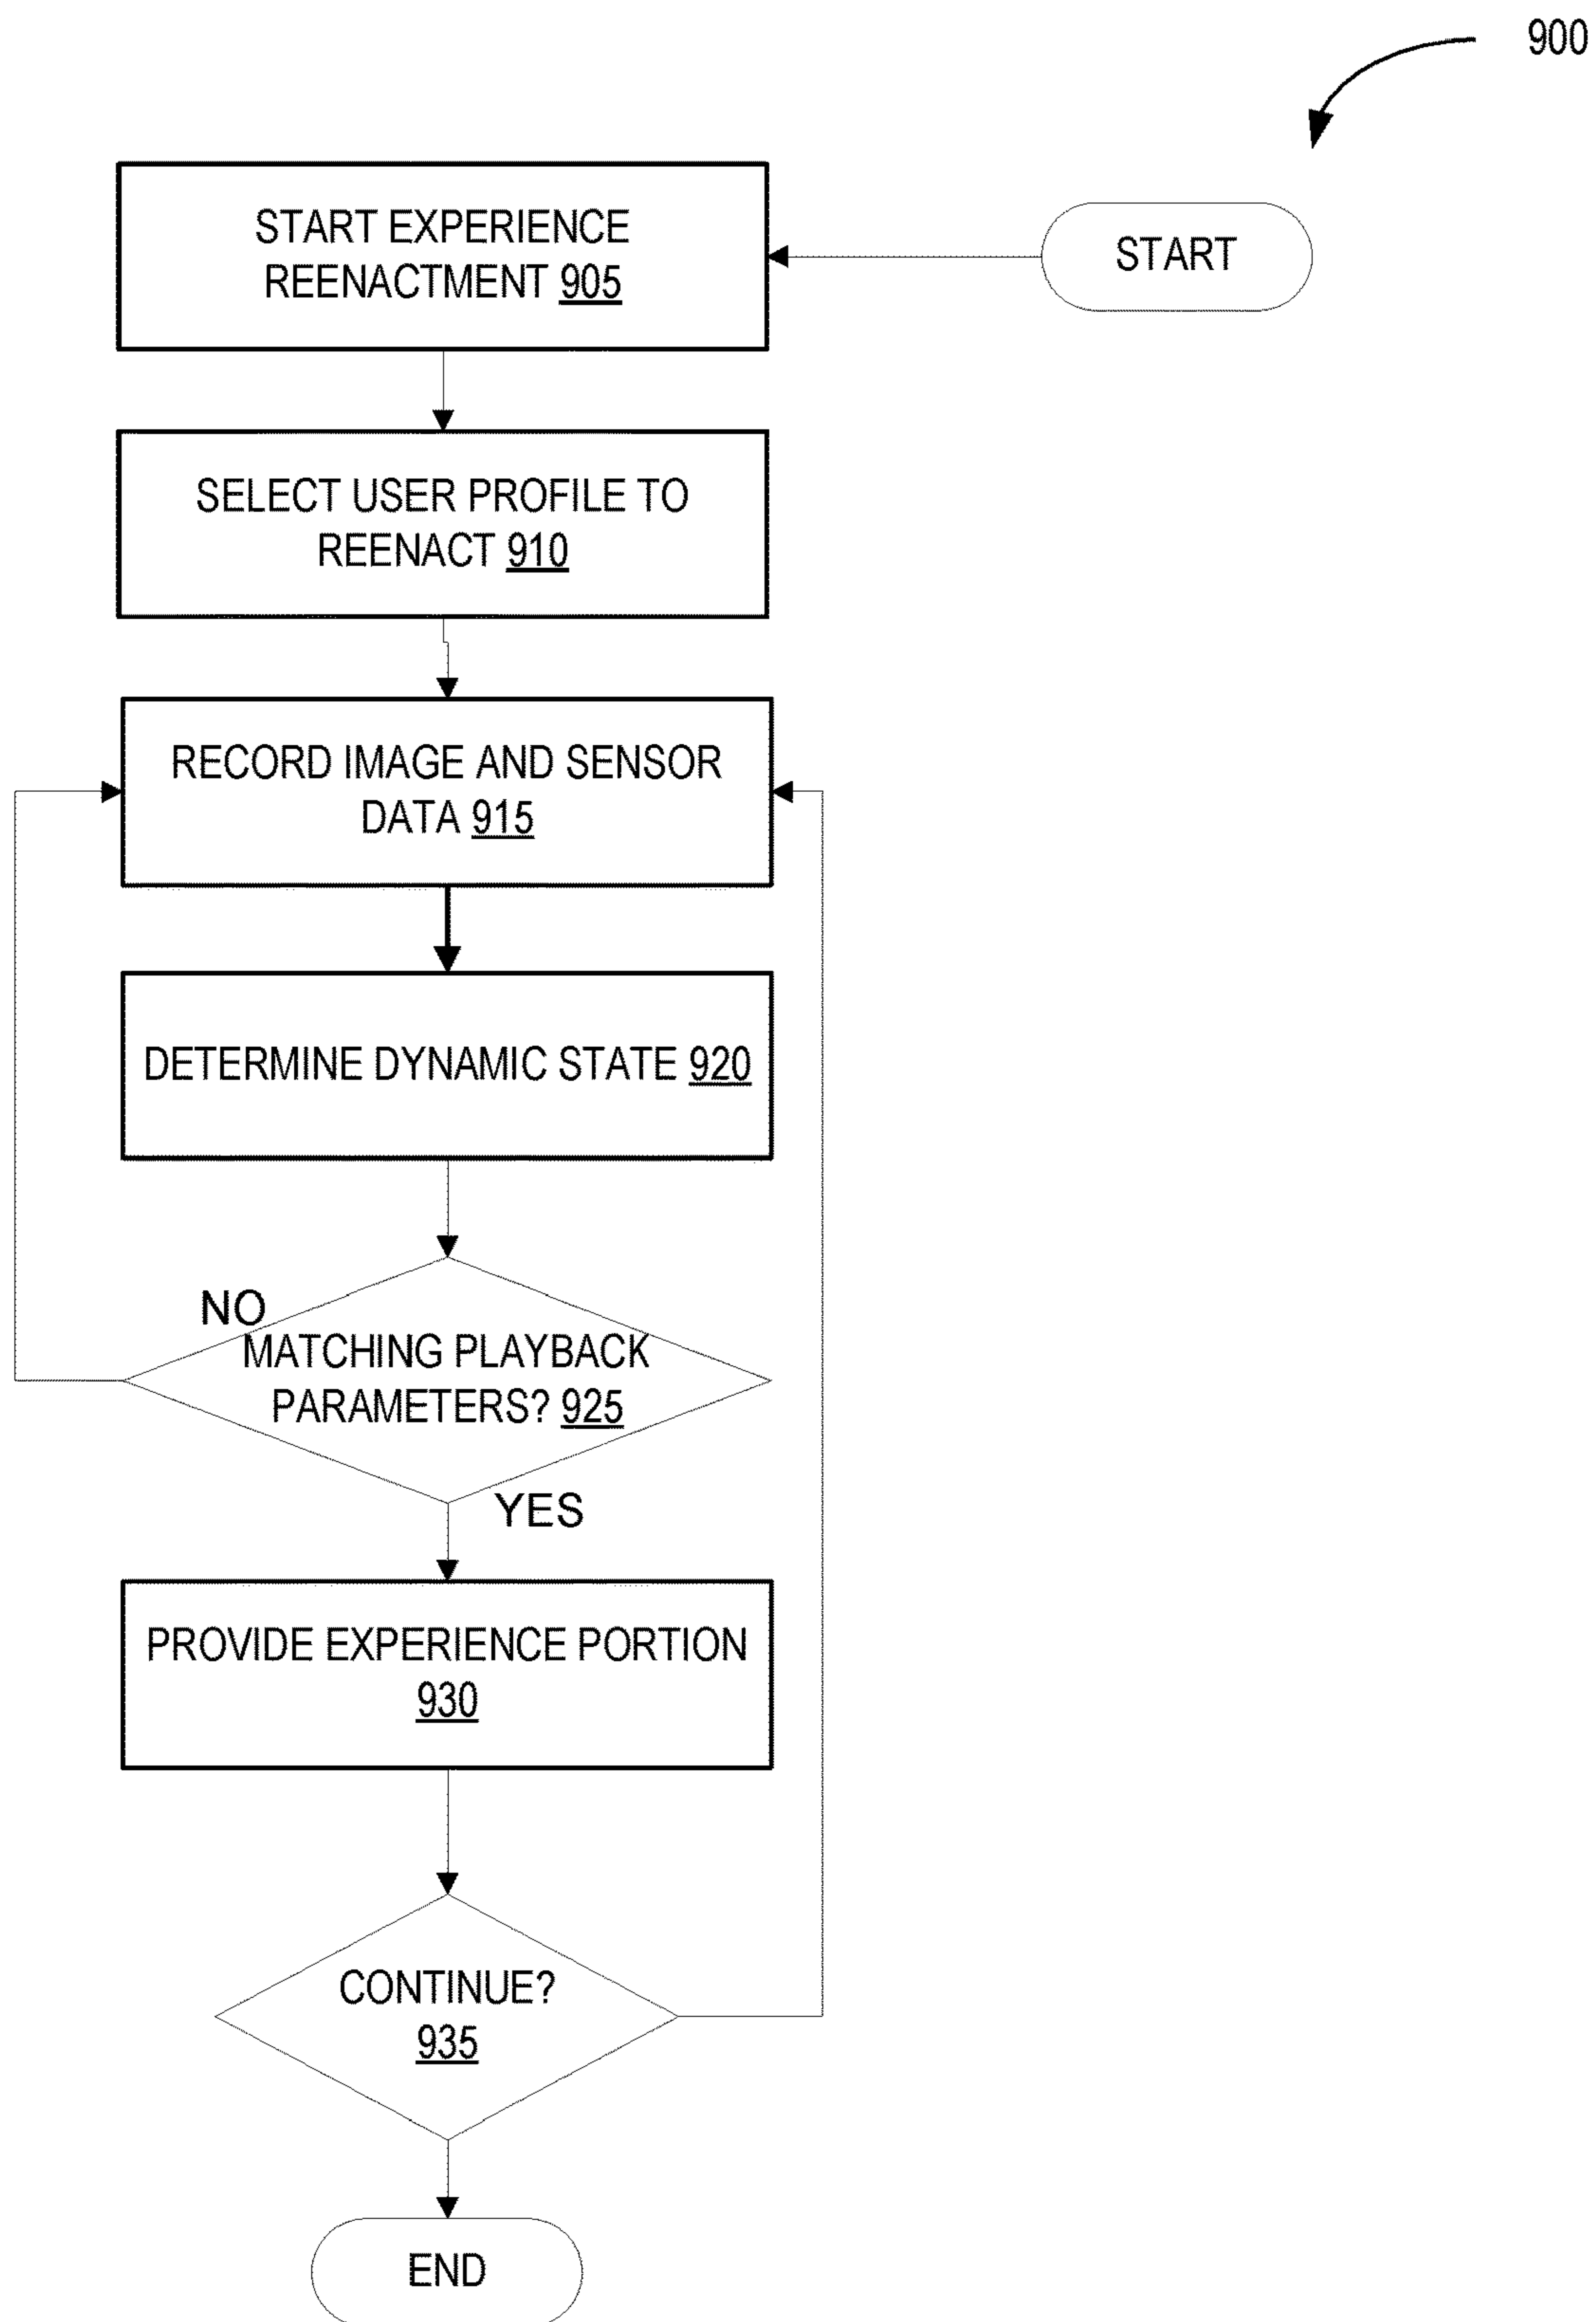 900
START EXPERIENCE
REENACTMENT 905
START
SELECT USER PROFILE TO
REENACT 910
RECORD IMAGE AND SENSOR
DATA 915
DETERMINE DYNAMIC STATE 920
NO
MATCHING PLAYBACK
PARAMETERS? 925
YES
PROVIDE EXPERIENCE PORTION
930
CONTINUE?
935
END